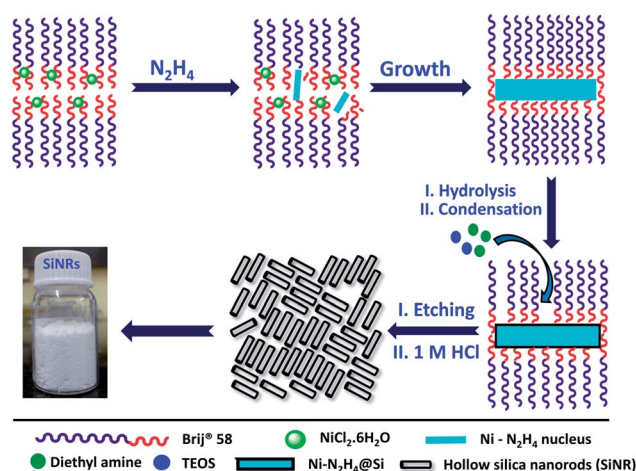 N₂H₄
Growth
I. Hydrolysis
II. Condensation
SiNRs
I. Etching
II. 1 M HCl
Brij® 58
NiCl₂.6H₂O
Ni - N₂H₄ nucleus
Diethyl amine
TEOS
Ni-N₂H₄@Si
Hollow silica nanorods (SiNR)